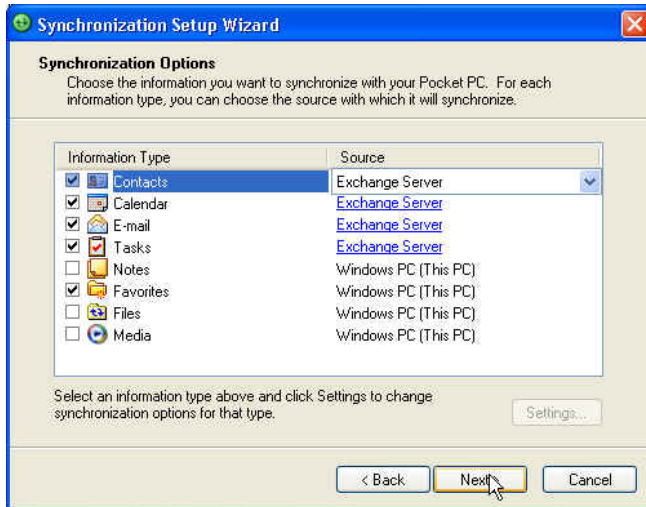 Synchronization Setup Wizard
Synchronization Options
Choose the information you want to synchronize with your Pocket PC. For each
information type, you can choose the source with which it will synchronize.
Information Type Source
Contacts Exchange Server
Calendar Exchange Server
E-mail Exchange Server
Tasks Exchange Server
Notes Windows PC (This PC)
Favorites Windows PC (This PC)
Files Windows PC (This PC)
Media Windows PC (This PC)
Select an information type above and click Settings to change
synchronization options for that type.
Settings...
< Back Next > Cancel